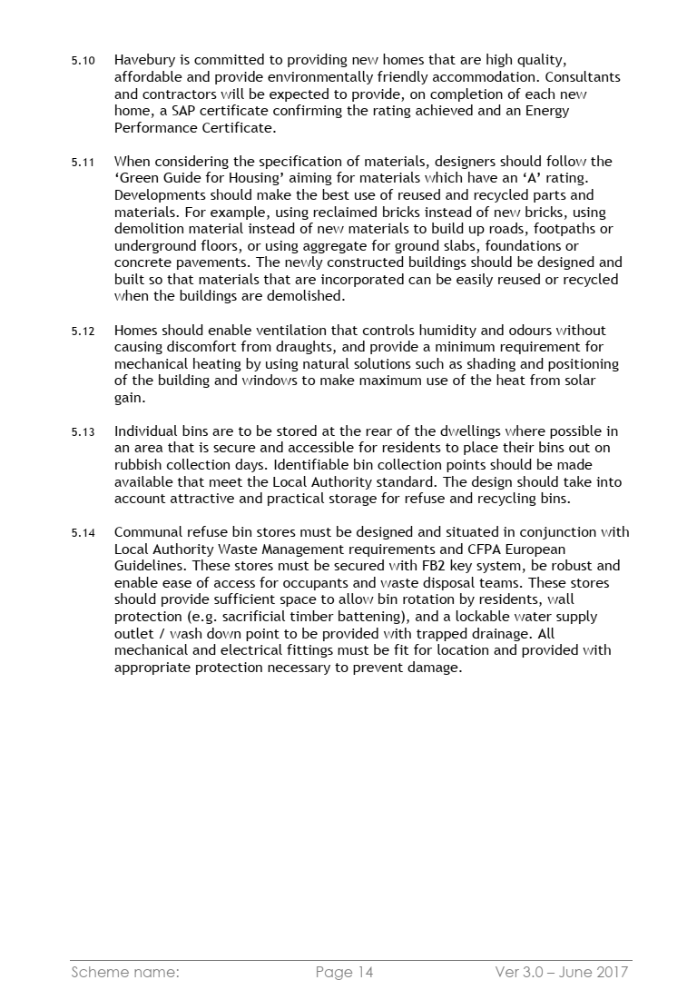 5.10 Havebury is committed to providing new homes that are high quality,
affordable and provide environmentally friendly accommodation. Consultants
and contractors will be expected to provide, on completion of each new
home, a SAP certificate confirming the rating achieved and an Energy
Performance Certificate.
5.11 When considering the specification of materials, designers should follow the
‘Green Guide for Housing’ aiming for materials which have an ‘A’ rating.
Developments should make the best use of reused and recycled parts and
materials. For example, using reclaimed bricks instead of new bricks, using
demolition material instead of new materials to build up roads, footpaths or
underground floors, or using aggregate for ground slabs, foundations or
concrete pavements. The newly constructed buildings should be designed and
built so that materials that are incorporated can be easily reused or recycled
when the buildings are demolished.
5.12 Homes should enable ventilation that controls humidity and odours without
causing discomfort from draughts, and provide a minimum requirement for
mechanical heating by using natural solutions such as shading and positioning
of the building and windows to make maximum use of the heat from solar
gain.
5.13 Individual bins are to be stored at the rear of the dwellings where possible in
an area that is secure and accessible for residents to place their bins out on
rubbish collection days. Identifiable bin collection points should be made
available that meet the Local Authority standard. The design should take into
account attractive and practical storage for refuse and recycling bins.
5.14 Communal refuse bin stores must be designed and situated in conjunction with
Local Authority Waste Management requirements and CFPA European
Guidelines. These stores must be secured with FB2 key system, be robust and
enable ease of access for occupants and waste disposal teams. These stores
should provide sufficient space to allow bin rotation by residents, wall
protection (e.g. sacrificial timber battening), and a lockable water supply
outlet / wash down point to be provided with trapped drainage. All
mechanical and electrical fittings must be fit for location and provided with
appropriate protection necessary to prevent damage.
Scheme name: Page 14 Ver 3.0 – June 2017